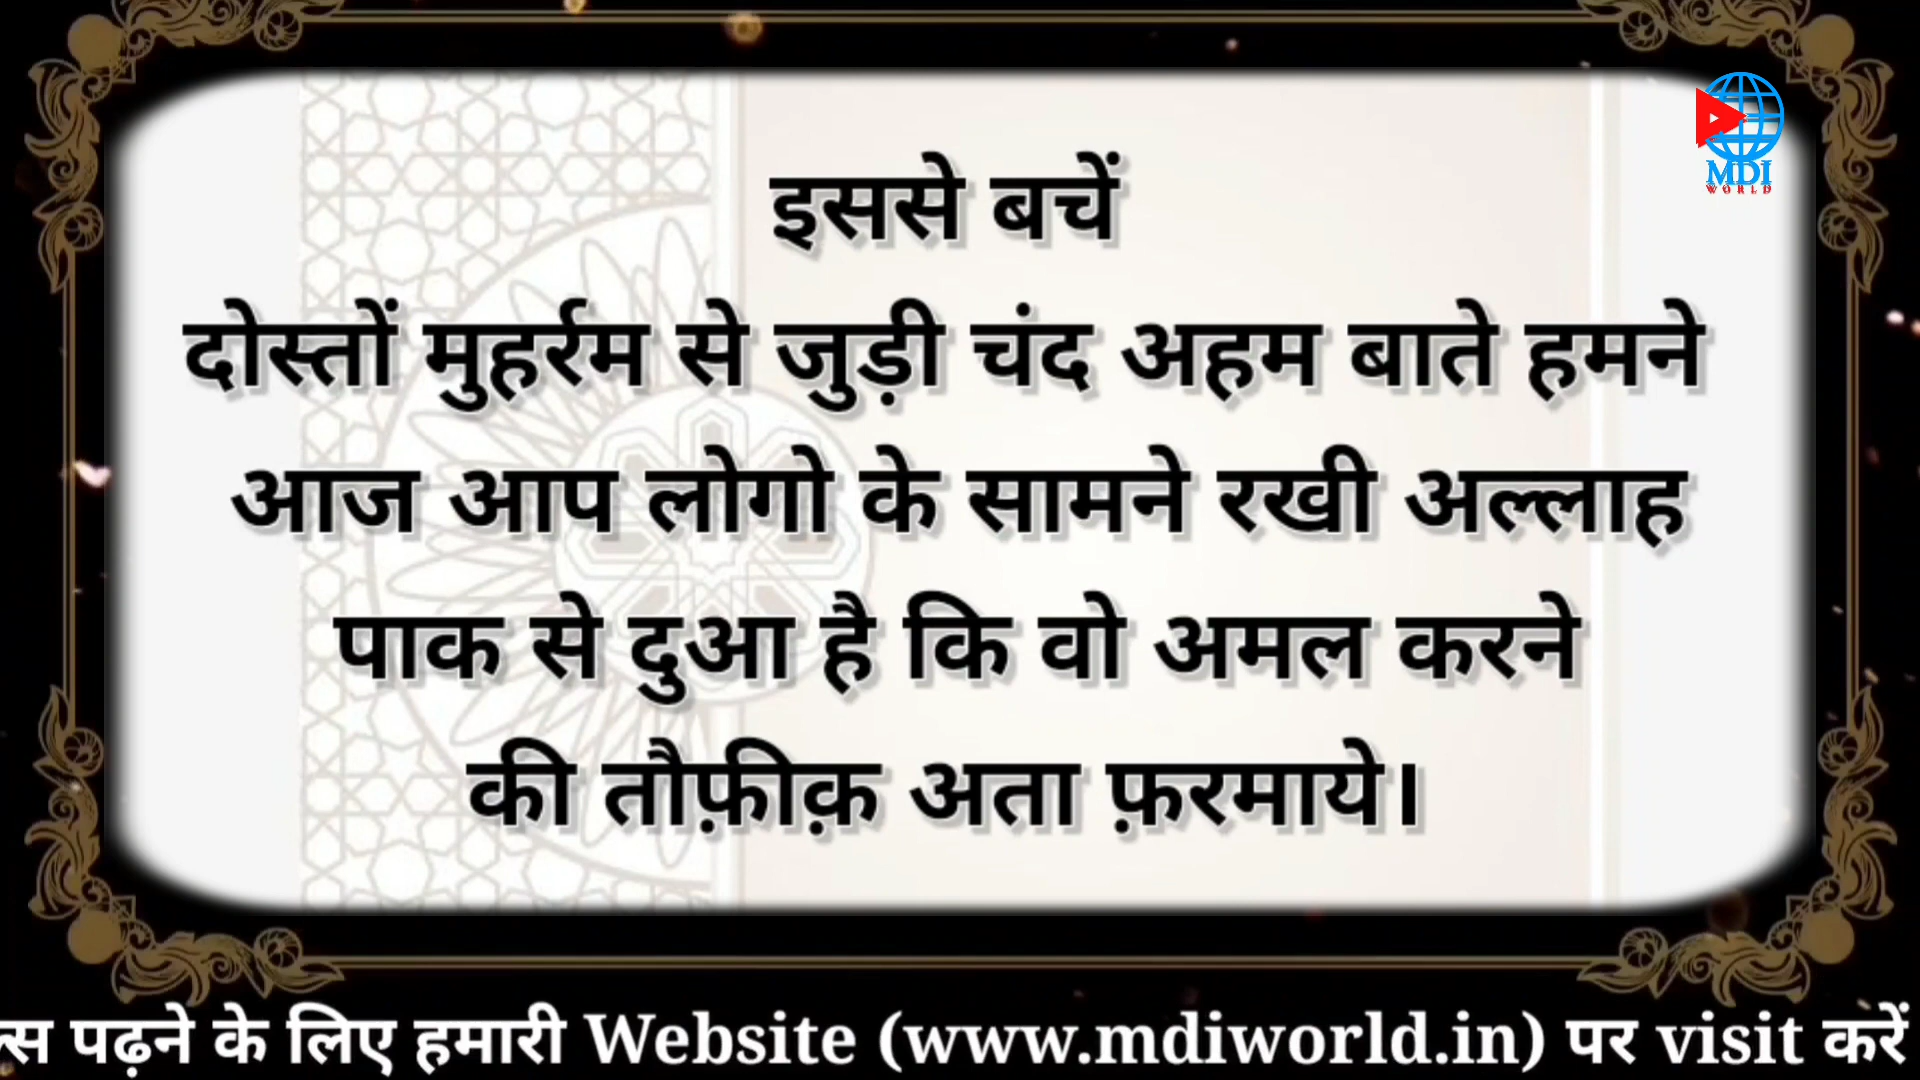 MDI
WORLD
इससे बचें
दोस्तों मुहर्रम से जुड़ी चंद अहम बाते हमने
आज आप लोगो के सामने रखी अल्लाह
पाक से दुआ है कि वो अमल करने
की तौफ़ीक़ अता फ़रमाये।
पढ़ने के लिए हमारी Website (www.mdiworld.in) पर visit करें